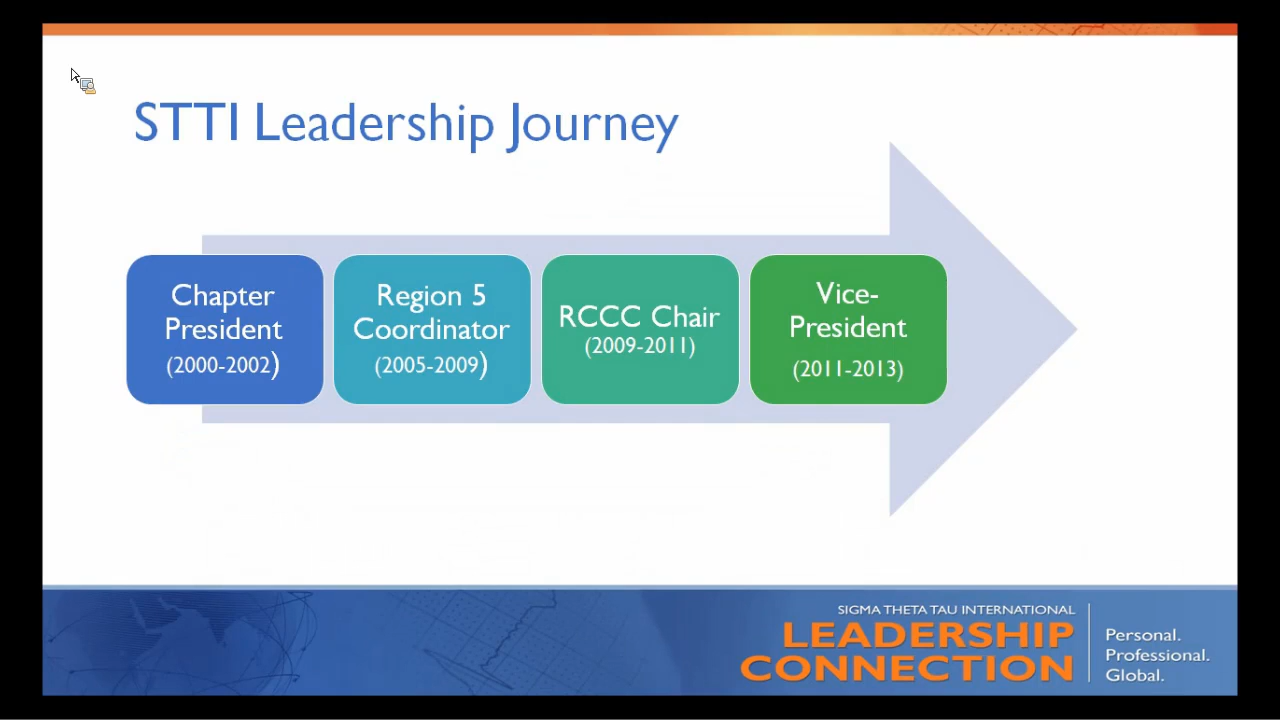 STTI Leadership Journey
Chapter
President
(2000-2002)
Region 5
Coordinator
(2005-2009)
RCCC Chair
(2009-2011)
Vice-
President
(2011-2013)
SIGMA THETA TAU INTERNATIONAL
LEADERSHIP
CONNECTION
Personal.
Professional.
Global.